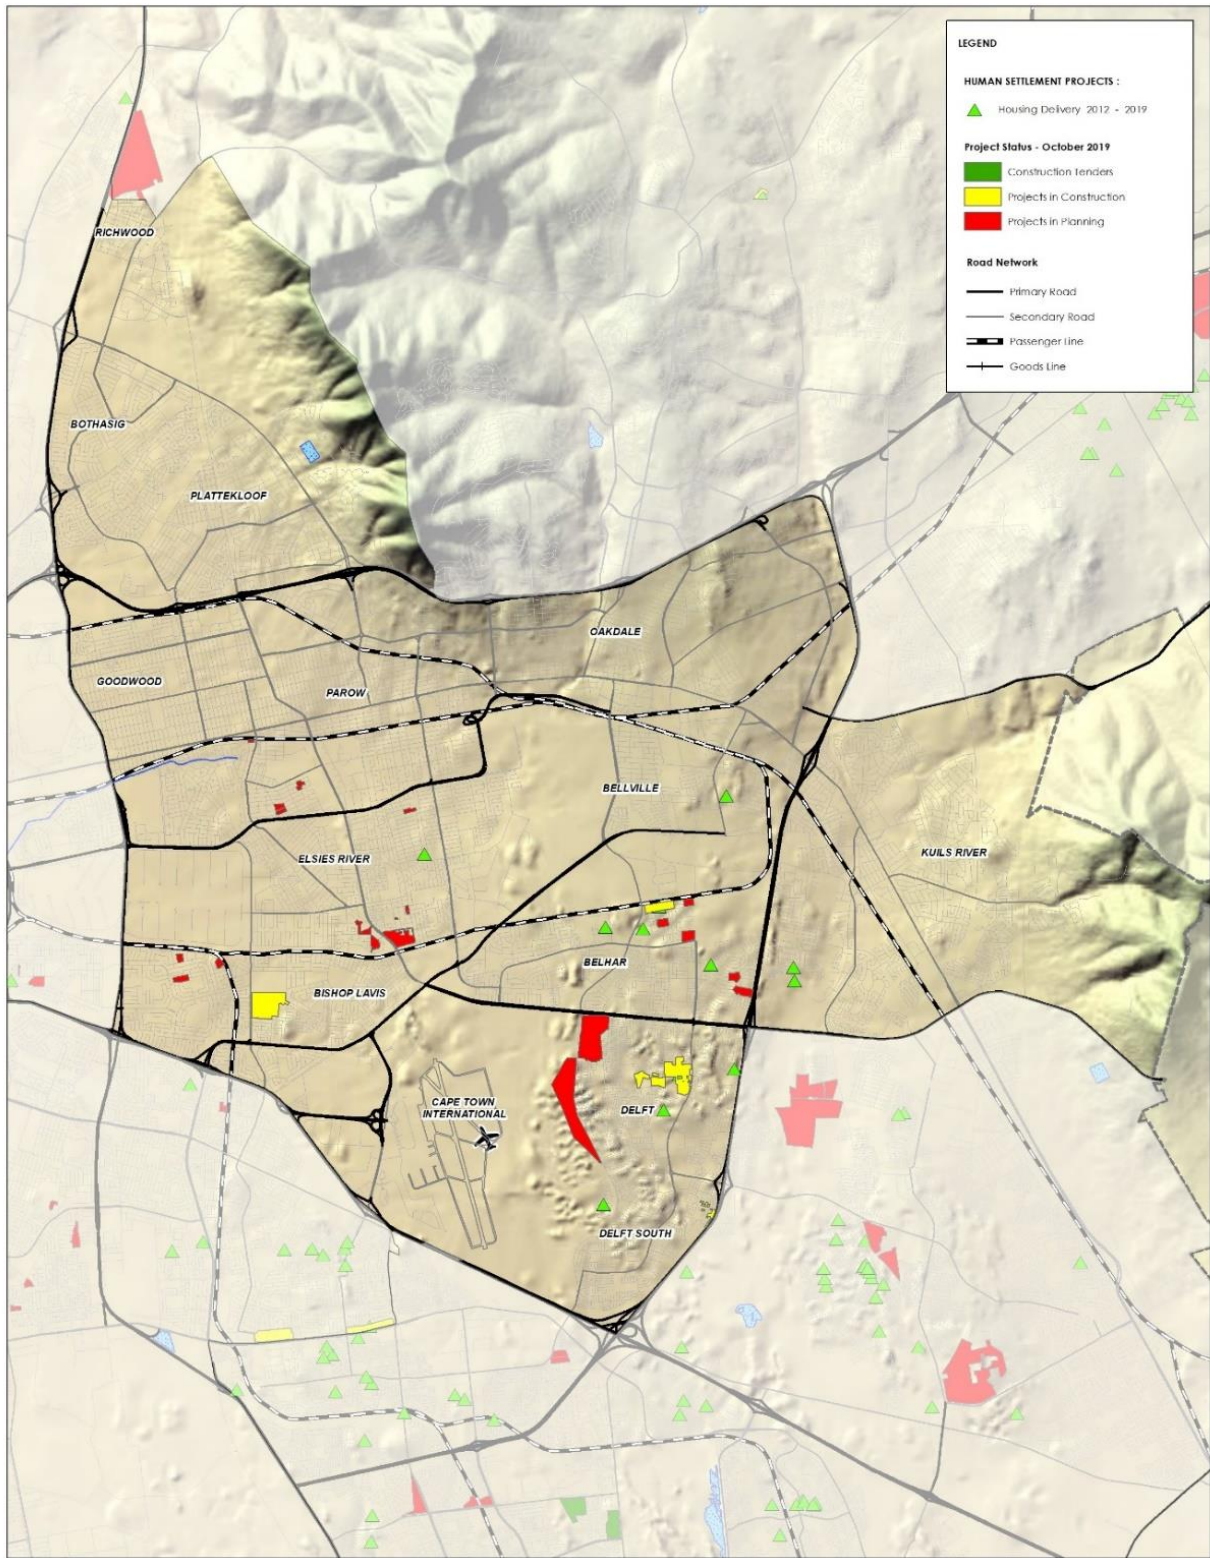 LEGEND
HUMAN SETTLEMENT PROJECTS :
Housing Delivery 2012 - 2019
Project Status - October 2019
Construction Tenders
Projects in Construction
Projects in Planning
Road Network
Primary Road
Secondary Road
Passenger Line
Goods Line
RICHWOOD
BOTHASIG
PLATTEKLOOF
OAKDALE
GOODWOOD
PAROW
BELLVILLE
ELSIES RIVER
KUILS RIVER
BELHAR
BISHOP LAVIS
CAPE TOWN
INTERNATIONAL
DELFT
DELFT SOUTH